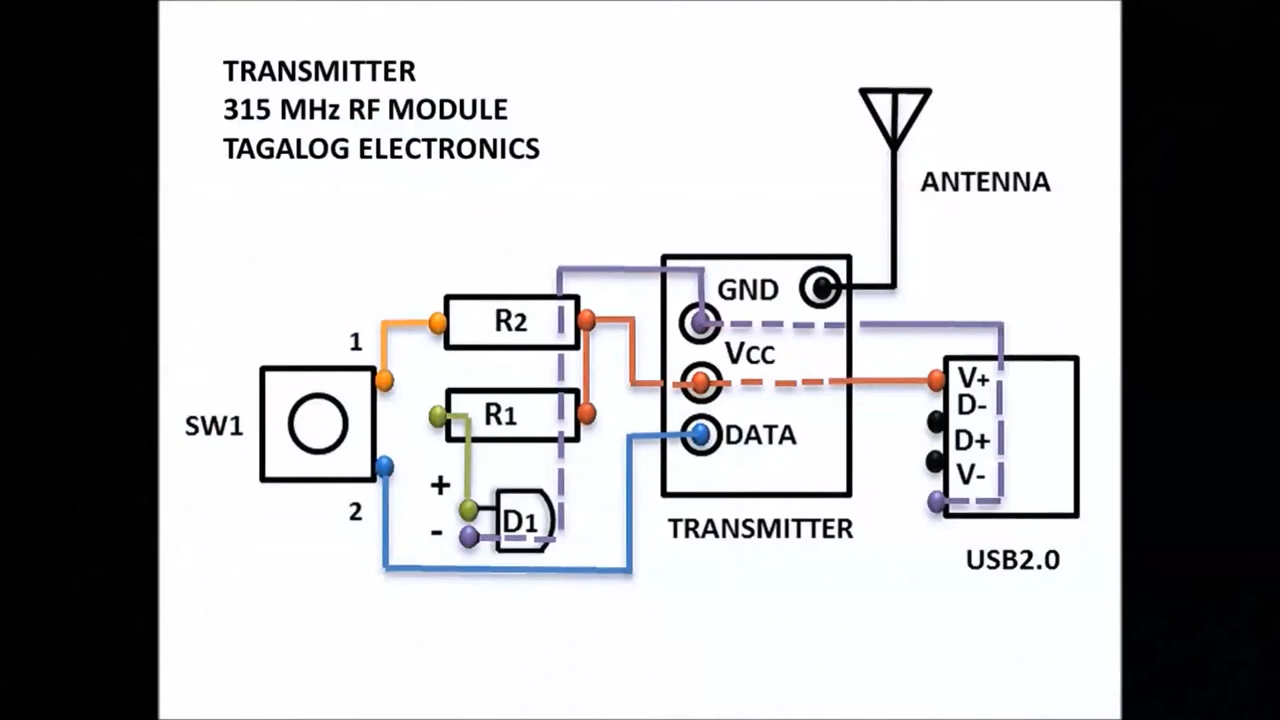 TRANSMITTER
315 MHz RF MODULE
TAGALOG ELECTRONICS
ANTENNA
GND
R2
1
VCC
V+
D-
R1
SW1
DATA
D+
V-
+
2
-
D1
TRANSMITTER
USB2.0